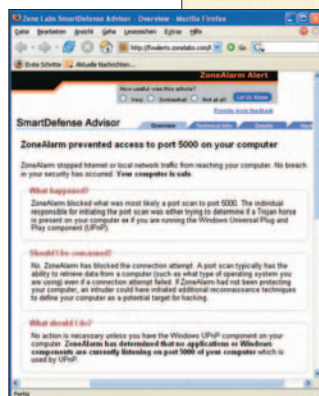 Zone Labs SmartDefense Advisor - Overview - Mozilla Firefox
Datei Bearbeiten Ansicht Gehe Lesezeichen Extras Hilfe
Erste Schritte Aktuelle Nachrichten...
ZoneAlarm Alert
How useful was this article?
Very Somewhat Not at all Let Us Know
Provide more feedback
SmartDefense Advisor
Overview Technical Info Details
ZoneAlarm prevented access to port 5000 on your computer
ZoneAlarm stopped Internet or local network traffic from reaching your computer. No breach
in your security has occurred. Your computer is safe.
What happened?
ZoneAlarm blocked what was most likely a port scan to port 5000. The individual
responsible for initiating the port scan was either trying to determine if a Trojan horse
is present on your computer or if you are running the Windows Universal Plug and
Play component (UPnP).
Should I be concerned?
No. ZoneAlarm has blocked the connection attempt. A port scan typically has the
ability to retrieve data from a computer (such as what type of operating system you
are using) even if a connection attempt failed. If ZoneAlarm had not been protecting
your computer, an intruder could have initiated additional reconnaissance techniques
to define your computer as a potential target for hacking.
What should I do?
No action is necessary unless you have the Windows UPnP component on your
computer. ZoneAlarm has determined that no applications or Windows
components are currently listening on port 5000 of your computer which is
used by UPnP.
Fertig